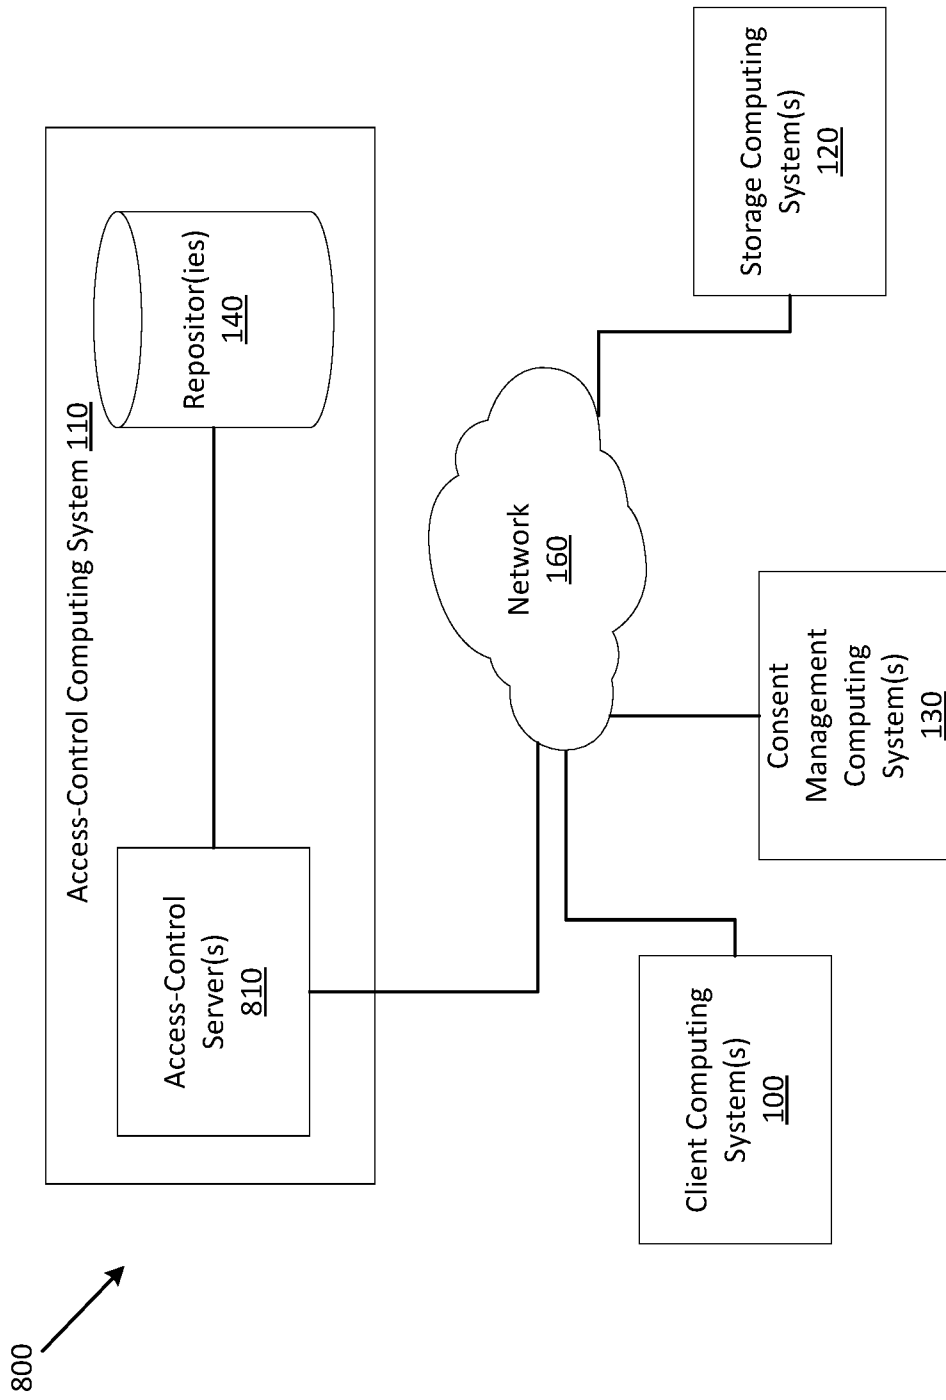 800
Access-Control Computing System 110
Access-Control
Server(s)
810
Repositor(ies)
140
Network
160
Client Computing
System(s)
100
Consent
Management
Computing
System(s)
130
Storage Computing
System(s)
120